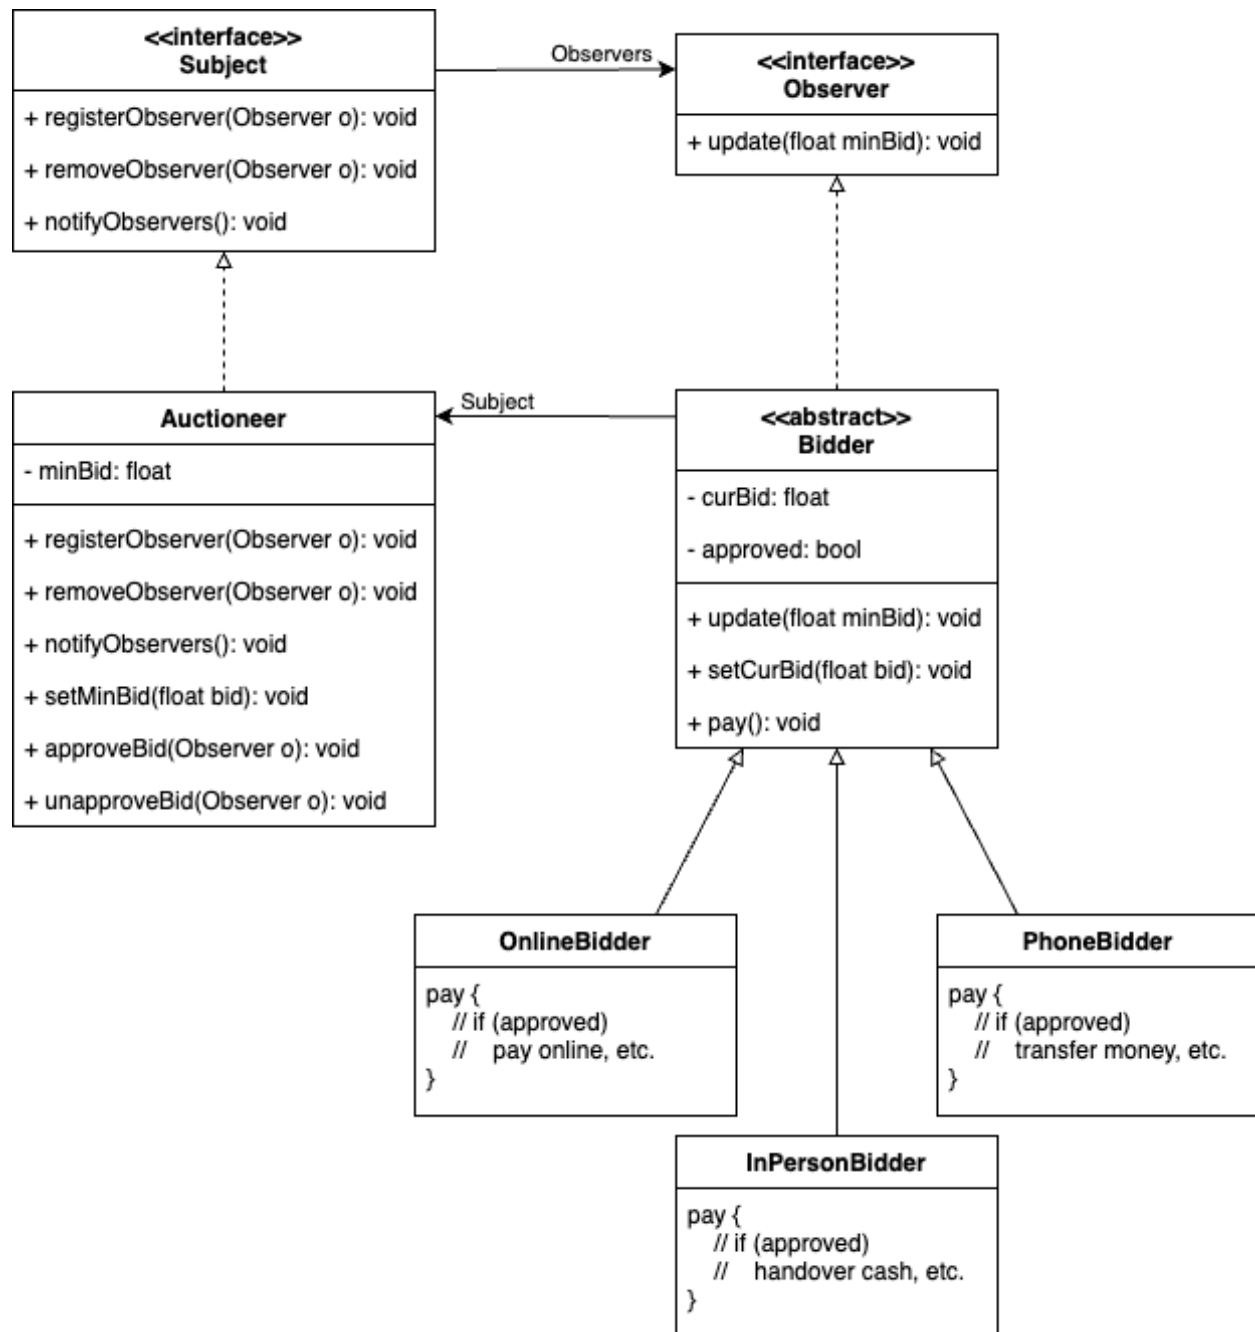 <<interface>>
Subject
+ registerObserver(Observer o): void
+ removeObserver(Observer o): void
+ notifyObservers(): void
Observers
<<interface>>
Observer
+ update(float minBid): void
Auctioneer
- minBid: float
+ registerObserver(Observer o): void
+ removeObserver(Observer o): void
+ notifyObservers(): void
+ setMinBid(float bid): void
+ approveBid(Observer o): void
+ unapproveBid(Observer o): void
Subject
<<abstract>>
Bidder
- curBid: float
- approved: bool
+ update(float minBid): void
+ setCurBid(float bid): void
+ pay(): void
OnlineBidder
pay {
// if (approved)
// pay online, etc.
}
PhoneBidder
pay {
// if (approved)
// transfer money, etc.
}
InPersonBidder
pay {
// if (approved)
// handover cash, etc.
}